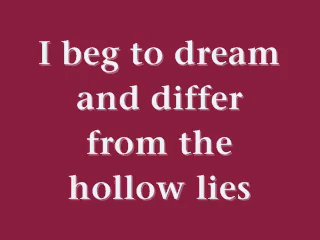 I beg to dream
and differ
from the
hollow lies